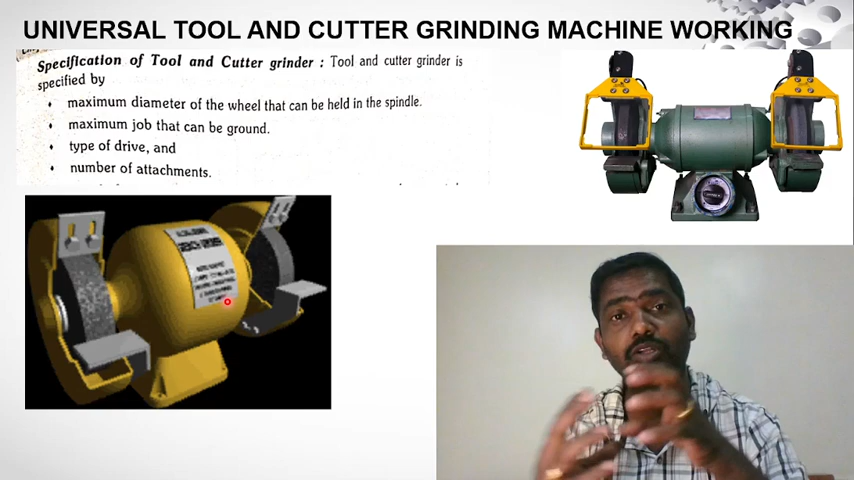 UNIVERSAL TOOL AND CUTTER GRINDING MACHINE WORKING
Specification of Tool and Cutter grinder : Tool and cutter grinder is
specified by
• maximum diameter of the wheel that can be held in the spindle.
• maximum job that can be ground.
• type of drive, and
• number of attachments.